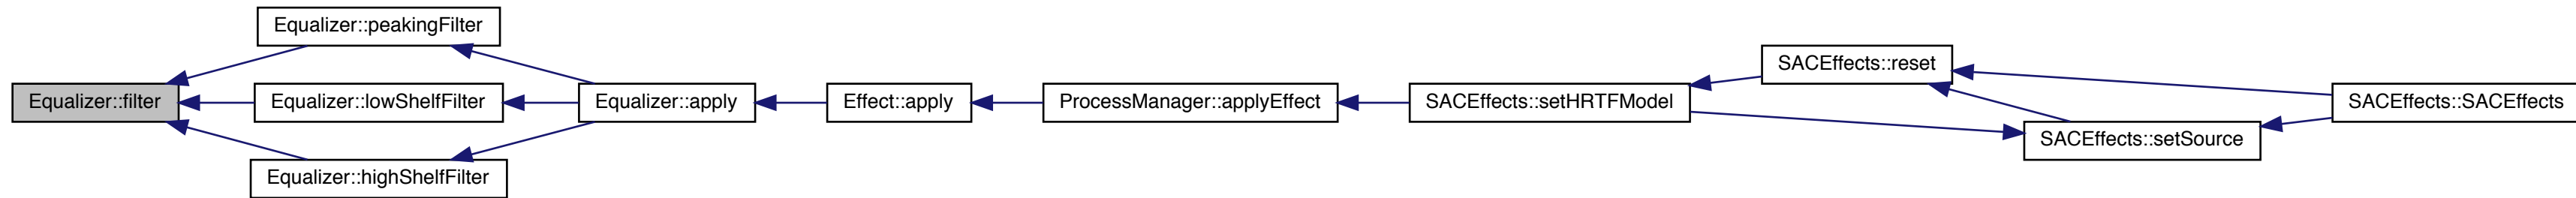 Equalizer::filter
Equalizer::peakingFilter
Equalizer::lowShelfFilter
Equalizer::highShelfFilter
Equalizer::apply
Effect::apply
ProcessManager::applyEffect
SACEffects::setHRTFModel
SACEffects::reset
SACEffects::setSource
SACEffects::SACEffects